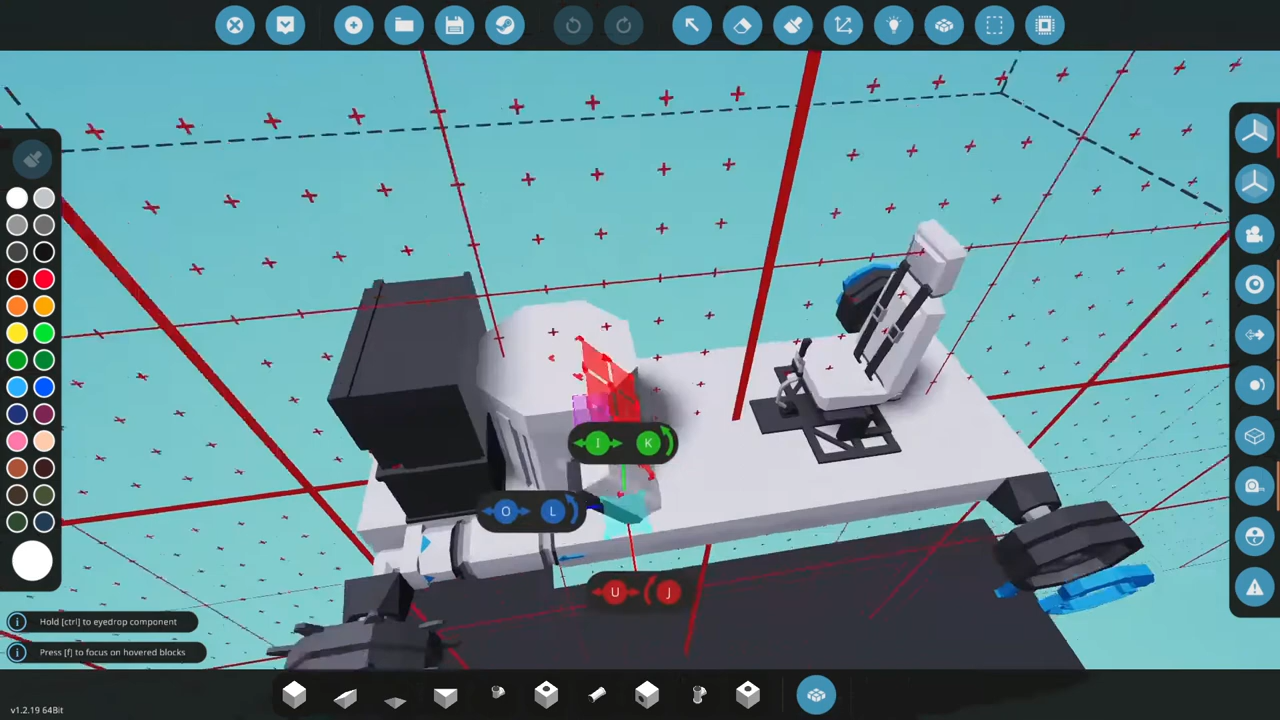 I K
O L
U J
Hold [ctrl] to eyedrop component
Press [f] to focus on hovered blocks
v1.2.19 64Bit